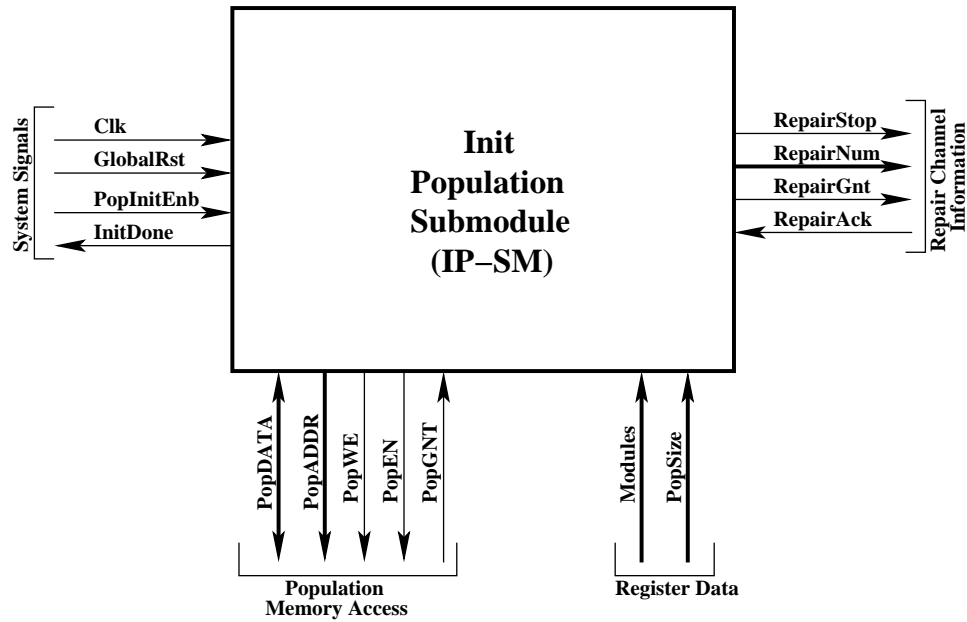 System Signals
Clk
GlobalRst
PopInitEnb
InitDone
Init
Population
Submodule
(IP−SM)
RepairStop
RepairNum
RepairGnt
RepairAck
Repair Channel
Information
PopDATA
PopADDR
PopWE
PopEN
PopGNT
Modules
PopSize
Population
Memory Access
Register Data